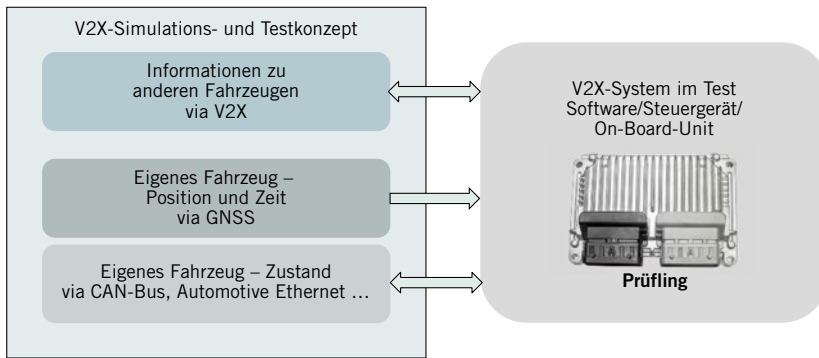 V2X-Simulations- und Testkonzept
Informationen zu
anderen Fahrzeugen
via V2X
Eigenes Fahrzeug –
Position und Zeit
via GNSS
Eigenes Fahrzeug – Zustand
via CAN-Bus, Automotive Ethernet …
V2X-System im Test
Software/Steuergerät/
On-Board-Unit
Prüfling